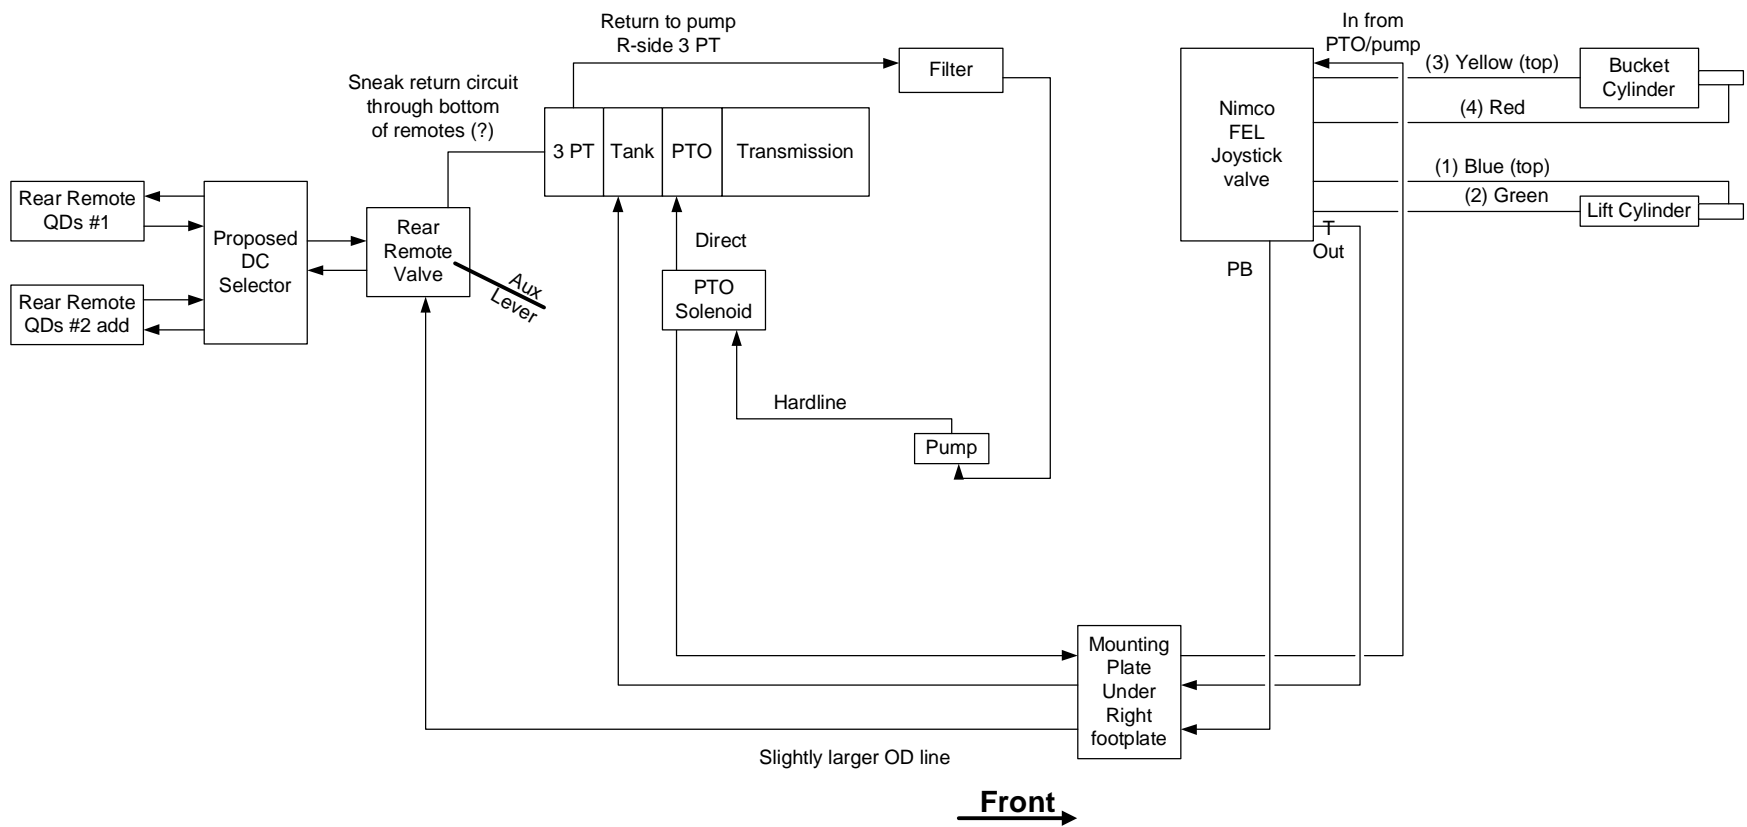 Return to pump
R-side 3 PT
In from
PTO/pump
Filter
(3) Yellow (top)
Bucket
Cylinder
Sneak return circuit
through bottom
of remotes (?)
Nimco
FEL
Joystick
valve
(4) Red
3 PT
Tank
PTO
Transmission
(1) Blue (top)
(2) Green
Lift Cylinder
Rear Remote
QDs #1
Proposed
DC
Selector
Rear
Remote
Valve
Direct
T
Out
PB
Aux
Lever
PTO
Solenoid
Rear Remote
QDs #2 add
Hardline
Pump
Mounting
Plate
Under
Right
footplate
Slightly larger OD line
Front